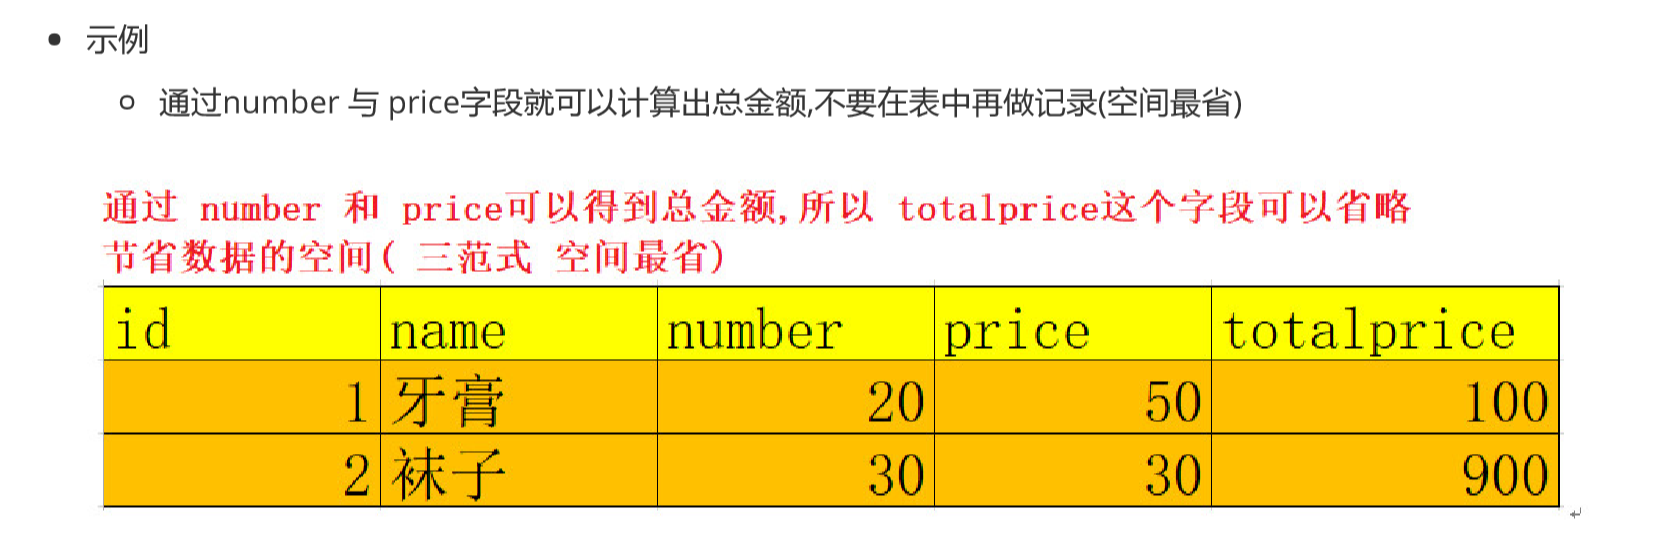 示例
通过number 与 price字段就可以计算出总金额,不要在表中再做记录(空间最省)
通过 number 和 price可以得到总金额,所以 totalprice这个字段可以省略
节省数据的空间( 三范式 空间最省)
id name number price totalprice
1 牙膏 20 50 100
2 袜子 30 30 900